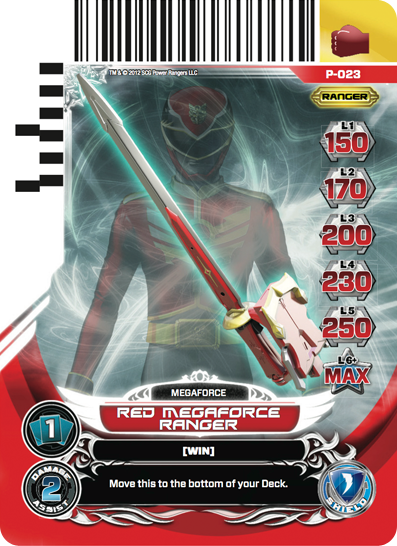 TM & © 2012 SCG Power Rangers LLC
P-023
RANGER
L1
150
L2
170
L3
200
L4
230
L5
250
L6+
MAX
MEGAFORCE
RED MEGAFORCE
RANGER
1
[WIN]
DAMAGE
2
ASSIST
Move this to the bottom of your Deck.
SHIELD